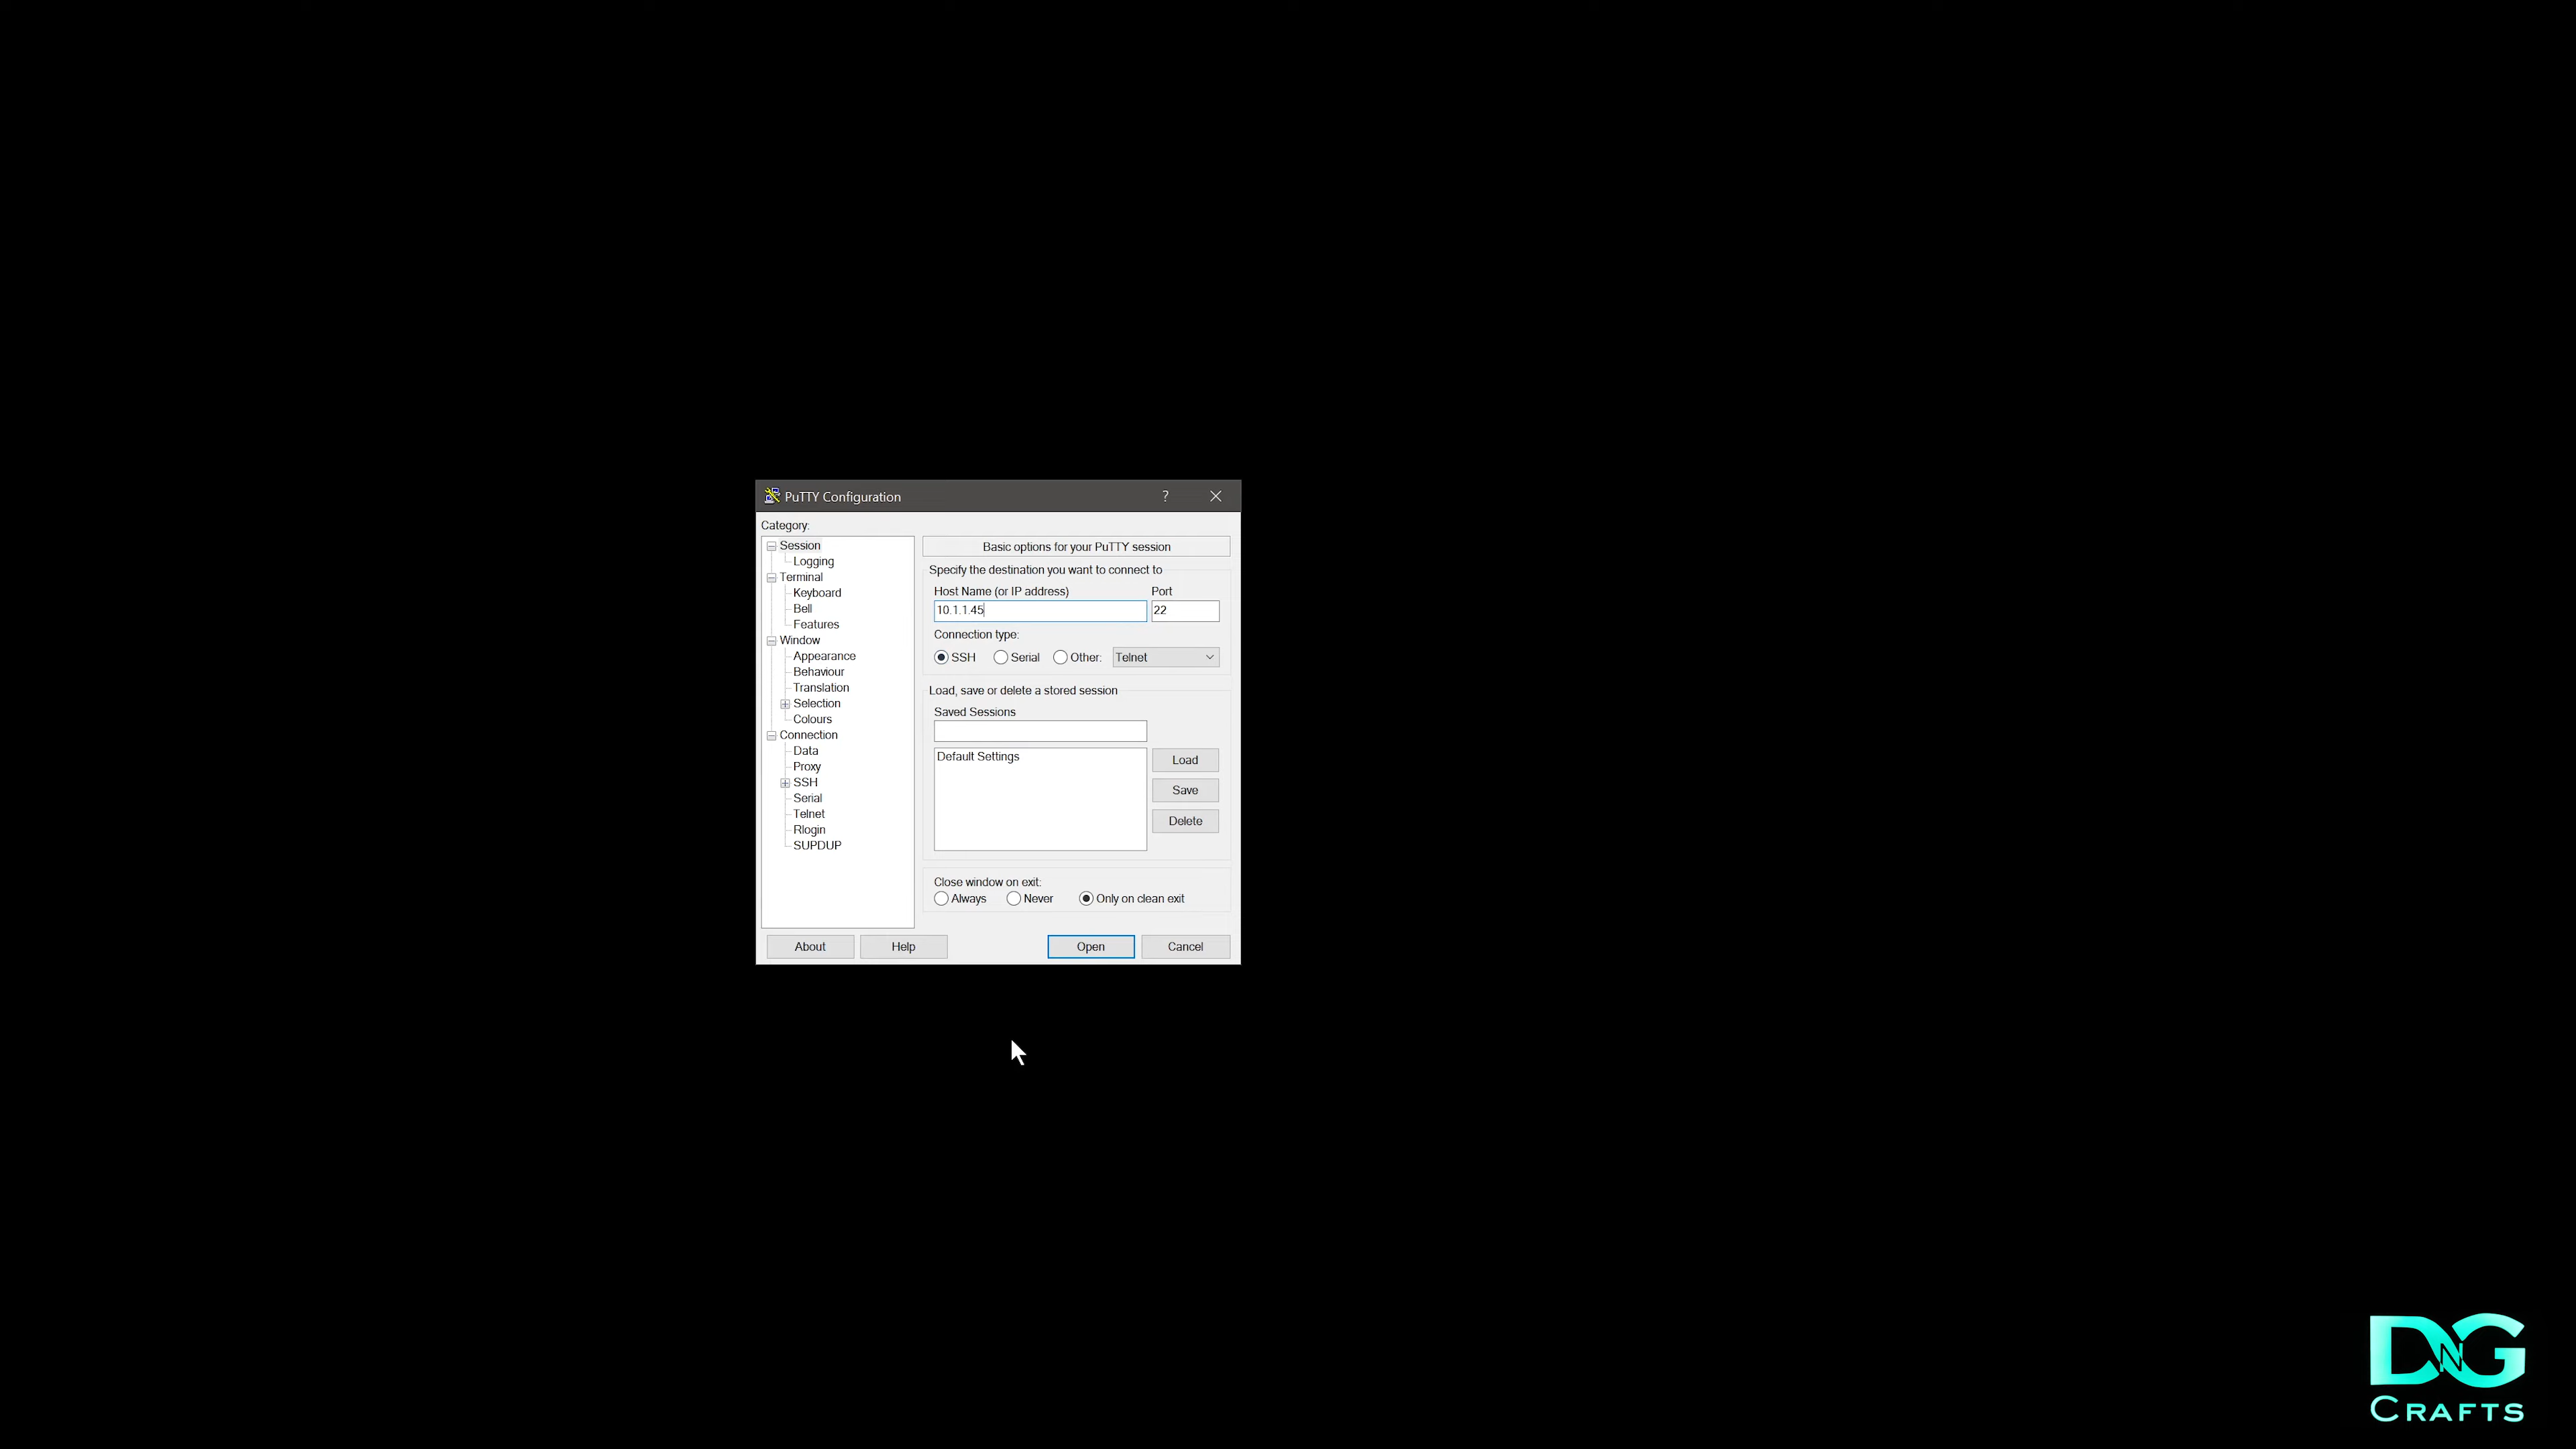 PuTTY Configuration
?
Category:
Session
Logging
Terminal
Keyboard
Bell
Features
Window
Appearance
Behaviour
Translation
Selection
Colours
Connection
Data
Proxy
SSH
Serial
Telnet
Rlogin
SUPDUP
Basic options for your PuTTY session
Specify the destination you want to connect to
Host Name (or IP address) Port
10.1.1.45 22
Connection type:
SSH Serial Other: Telnet
Load, save or delete a stored session
Saved Sessions
Default Settings
Load
Save
Delete
Close window on exit:
Always Never Only on clean exit
About Help Open Cancel
DNG
CRAFTS